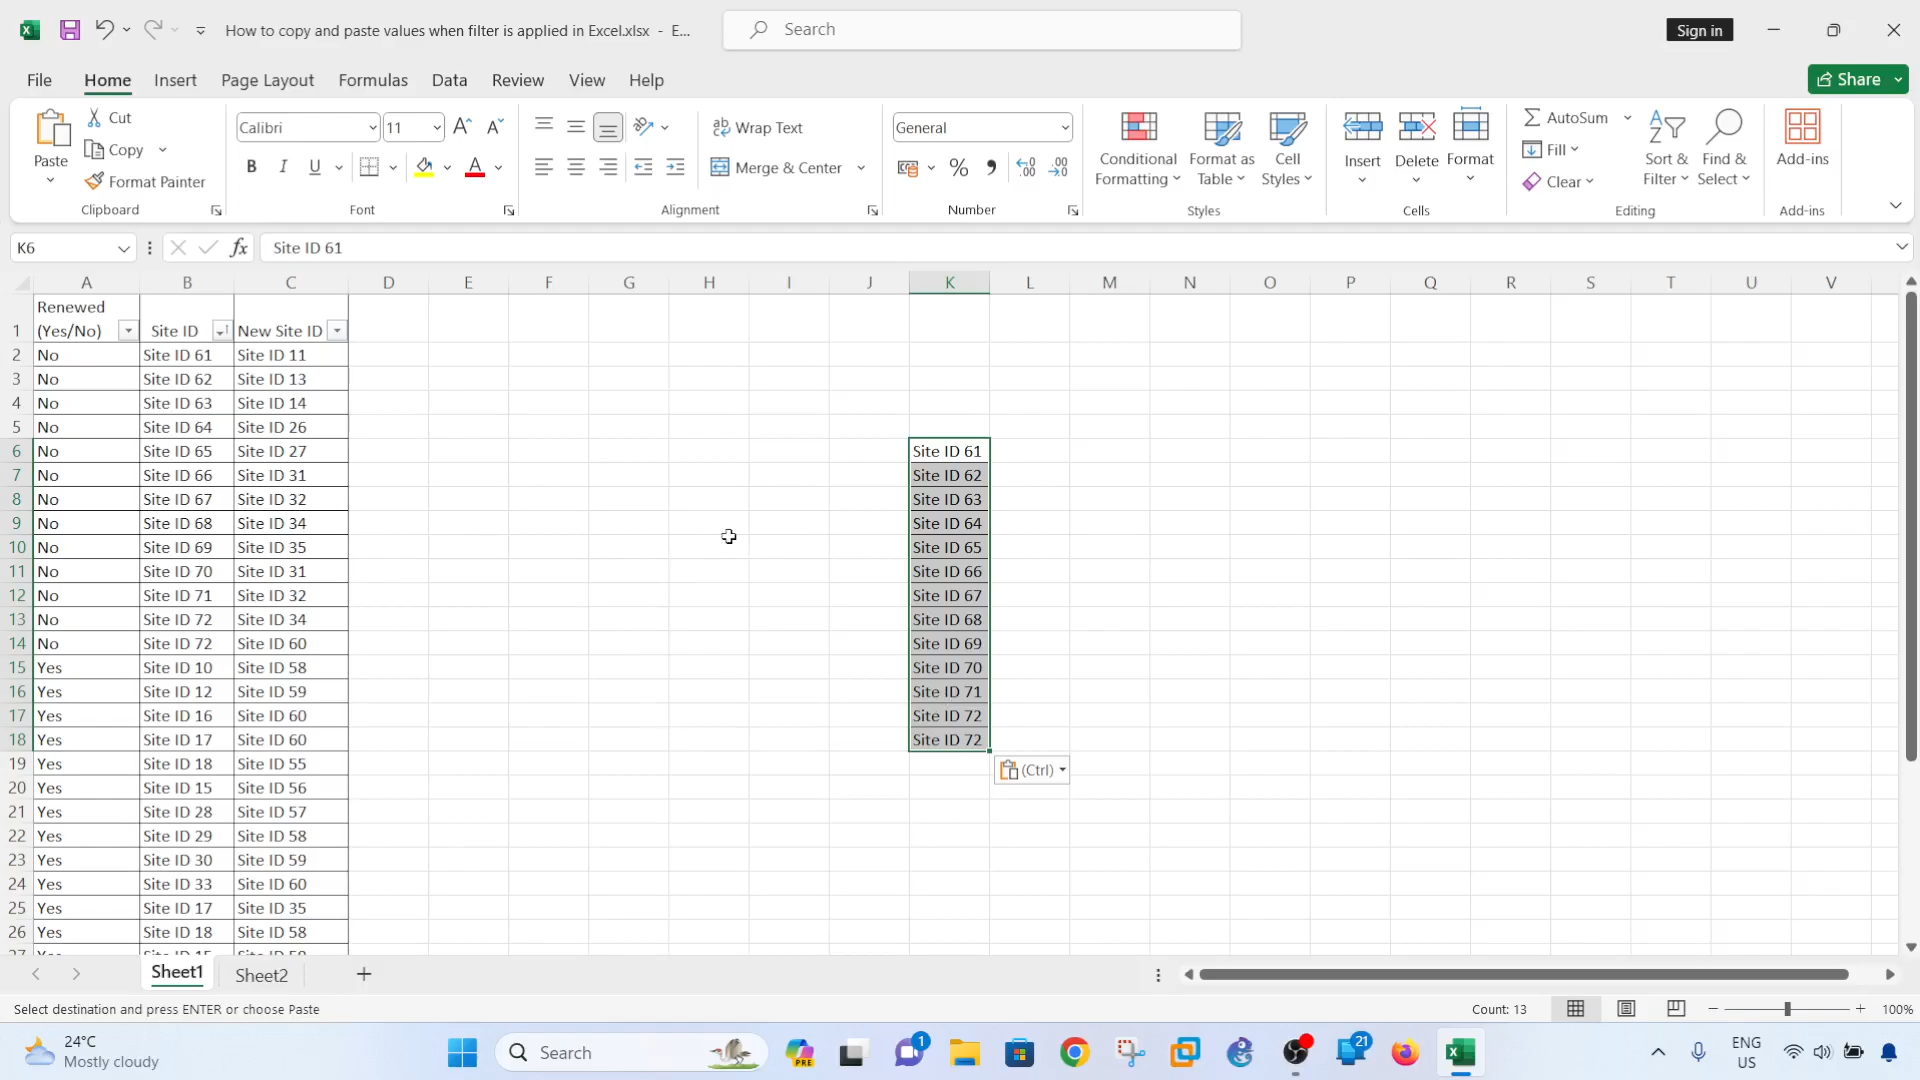 How to copy and paste values when filter is applied in Excel.xlsx - E...
Search
Sign in
File Home Insert Page Layout Formulas Data Review View Help
Share
Paste
Cut
Copy
Format Painter
Clipboard
Calibri 11
B I U
Font
Wrap Text
Merge & Center
Alignment
General
Number
Conditional Formatting
Format as Table
Cell Styles
Styles
Insert
Delete
Format
Cells
AutoSum
Fill
Clear
Sort & Filter
Find & Select
Editing
Add-ins
Add-ins
K6
fx
Site ID 61
A B C D E F G H I J K L M N O P Q R S T U V
1 Renewed (Yes/No) Site ID New Site ID
2 No Site ID 61 Site ID 11
3 No Site ID 62 Site ID 13
4 No Site ID 63 Site ID 14
5 No Site ID 64 Site ID 26
6 No Site ID 65 Site ID 27 Site ID 61
7 No Site ID 66 Site ID 31 Site ID 62
8 No Site ID 67 Site ID 32 Site ID 63
9 No Site ID 68 Site ID 34 Site ID 64
10 No Site ID 69 Site ID 35 Site ID 65
11 No Site ID 70 Site ID 31 Site ID 66
12 No Site ID 71 Site ID 32 Site ID 67
13 No Site ID 72 Site ID 34 Site ID 68
14 No Site ID 72 Site ID 60 Site ID 69
15 Yes Site ID 10 Site ID 58 Site ID 70
16 Yes Site ID 12 Site ID 59 Site ID 71
17 Yes Site ID 16 Site ID 60 Site ID 72
18 Yes Site ID 17 Site ID 60 Site ID 72
19 Yes Site ID 18 Site ID 55
(Ctrl)
20 Yes Site ID 15 Site ID 56
21 Yes Site ID 28 Site ID 57
22 Yes Site ID 29 Site ID 58
23 Yes Site ID 30 Site ID 59
24 Yes Site ID 33 Site ID 60
25 Yes Site ID 17 Site ID 35
26 Yes Site ID 18 Site ID 58
Sheet1 Sheet2
Select destination and press ENTER or choose Paste
Count: 13
100%
24°C
Mostly cloudy
Search
PRE
1
21
ENG
US